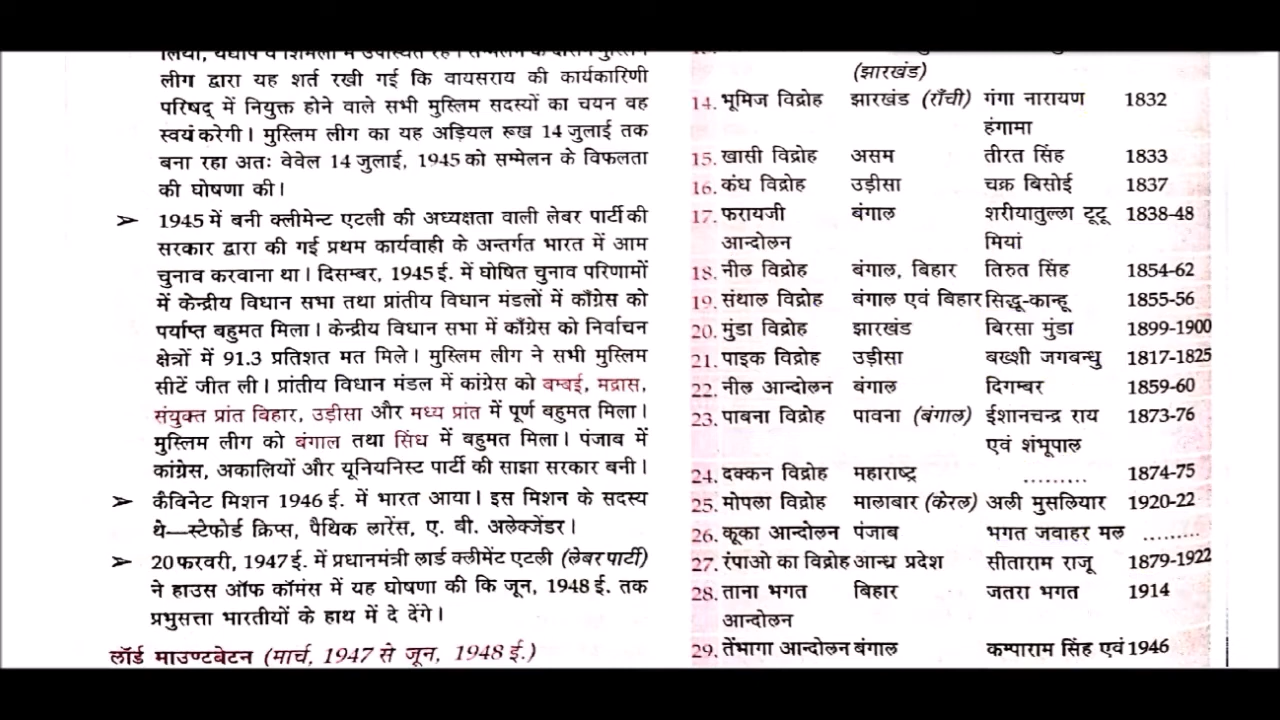 लीग द्वारा यह शर्त रखी गई कि वायसराय की कार्यकारिणी
परिषद् में नियुक्त होने वाले सभी मुस्लिम सदस्यों का चयन वह
स्वयं करेगी। मुस्लिम लीग का यह अड़ियल रूख 14 जुलाई तक
बना रहा अतः वेवेल 14 जुलाई, 1945 को सम्मेलन के विफलता
की घोषणा की।
➢ 1945 में बनी क्लीमेन्ट एटली की अध्यक्षता वाली लेबर पार्टी की
सरकार द्वारा की गई प्रथम कार्यवाही के अन्तर्गत भारत में आम
चुनाव करवाना था। दिसम्बर, 1945 ई. में घोषित चुनाव परिणामों
में केन्द्रीय विधान सभा तथा प्रांतीय विधान मंडलों में काँग्रेस को
पर्याप्त बहुमत मिला। केन्द्रीय विधान सभा में काँग्रेस को निर्वाचन
क्षेत्रों में 91.3 प्रतिशत मत मिले। मुस्लिम लीग ने सभी मुस्लिम
सीटें जीत ली। प्रांतीय विधान मंडल में कांग्रेस को बम्बई, मद्रास,
संयुक्त प्रांत बिहार, उड़ीसा और मध्य प्रांत में पूर्ण बहुमत मिला।
मुस्लिम लीग को बंगाल तथा सिंध में बहुमत मिला। पंजाब में
कांग्रेस, अकालियों और यूनियनिस्ट पार्टी की साझा सरकार बनी।
➢ कैविनेट मिशन 1946 ई. में भारत आया। इस मिशन के सदस्य
थे—स्टेफोर्ड क्रिप्स, पैथिक लारेंस, ए. बी. अलेक्जेंडर।
➢ 20 फरवरी, 1947 ई. में प्रधानमंत्री लार्ड क्लीमेंट एटली (लेबर पार्टी)
ने हाउस ऑफ कॉमंस में यह घोषणा की कि जून, 1948 ई. तक
प्रभुसत्ता भारतीयों के हाथ में दे देंगे।
लॉर्ड माउण्टबेटन (मार्च, 1947 से जून, 1948 ई.)
(झारखंड)
14. भूमिज विद्रोह झारखंड (राँची) गंगा नारायण 1832
हंगामा
15. खासी विद्रोह असम तीरत सिंह 1833
16. कंध विद्रोह उड़ीसा चक्र बिसोई 1837
17. फरायजी बंगाल शरीयातुल्ला टूटू 1838-48
आन्दोलन मियां
18. नील विद्रोह बंगाल, बिहार तिरुत सिंह 1854-62
19. संथाल विद्रोह बंगाल एवं बिहार सिद्धू-कान्हू 1855-56
20. मुंडा विद्रोह झारखंड बिरसा मुंडा 1899-1900
21. पाइक विद्रोह उड़ीसा बख्शी जगबन्धु 1817-1825
22. नील आन्दोलन बंगाल दिगम्बर 1859-60
23. पाबना विद्रोह पावना (बंगाल) ईशानचन्द्र राय 1873-76
एवं शंभूपाल
24. दक्कन विद्रोह महाराष्ट्र ......... 1874-75
25. मोपला विद्रोह मालाबार (केरल) अली मुसलियार 1920-22
26. कूका आन्दोलन पंजाब भगत जवाहर मल .........
27. रंपाओ का विद्रोह आन्ध्र प्रदेश सीताराम राजू 1879-1922
28. ताना भगत बिहार जतरा भगत 1914
आन्दोलन
29. तेंभागा आन्दोलन बंगाल कम्पाराम सिंह एवं 1946